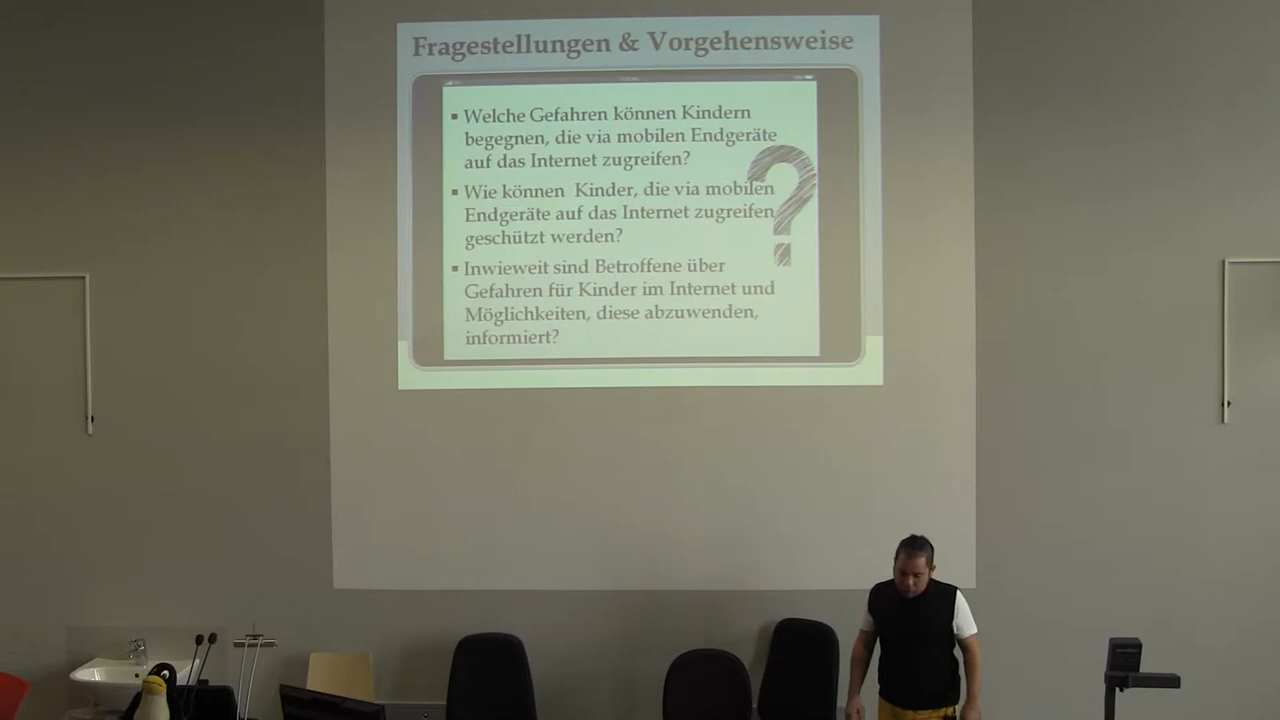 Fragestellungen & Vorgehensweise
▪ Welche Gefahren können Kindern
begegnen, die via mobilen Endgeräte
auf das Internet zugreifen?
▪ Wie können Kinder, die via mobilen
Endgeräte auf das Internet zugreifen
geschützt werden?
▪ Inwieweit sind Betroffene über
Gefahren für Kinder im Internet und
Möglichkeiten, diese abzuwenden,
informiert?
?